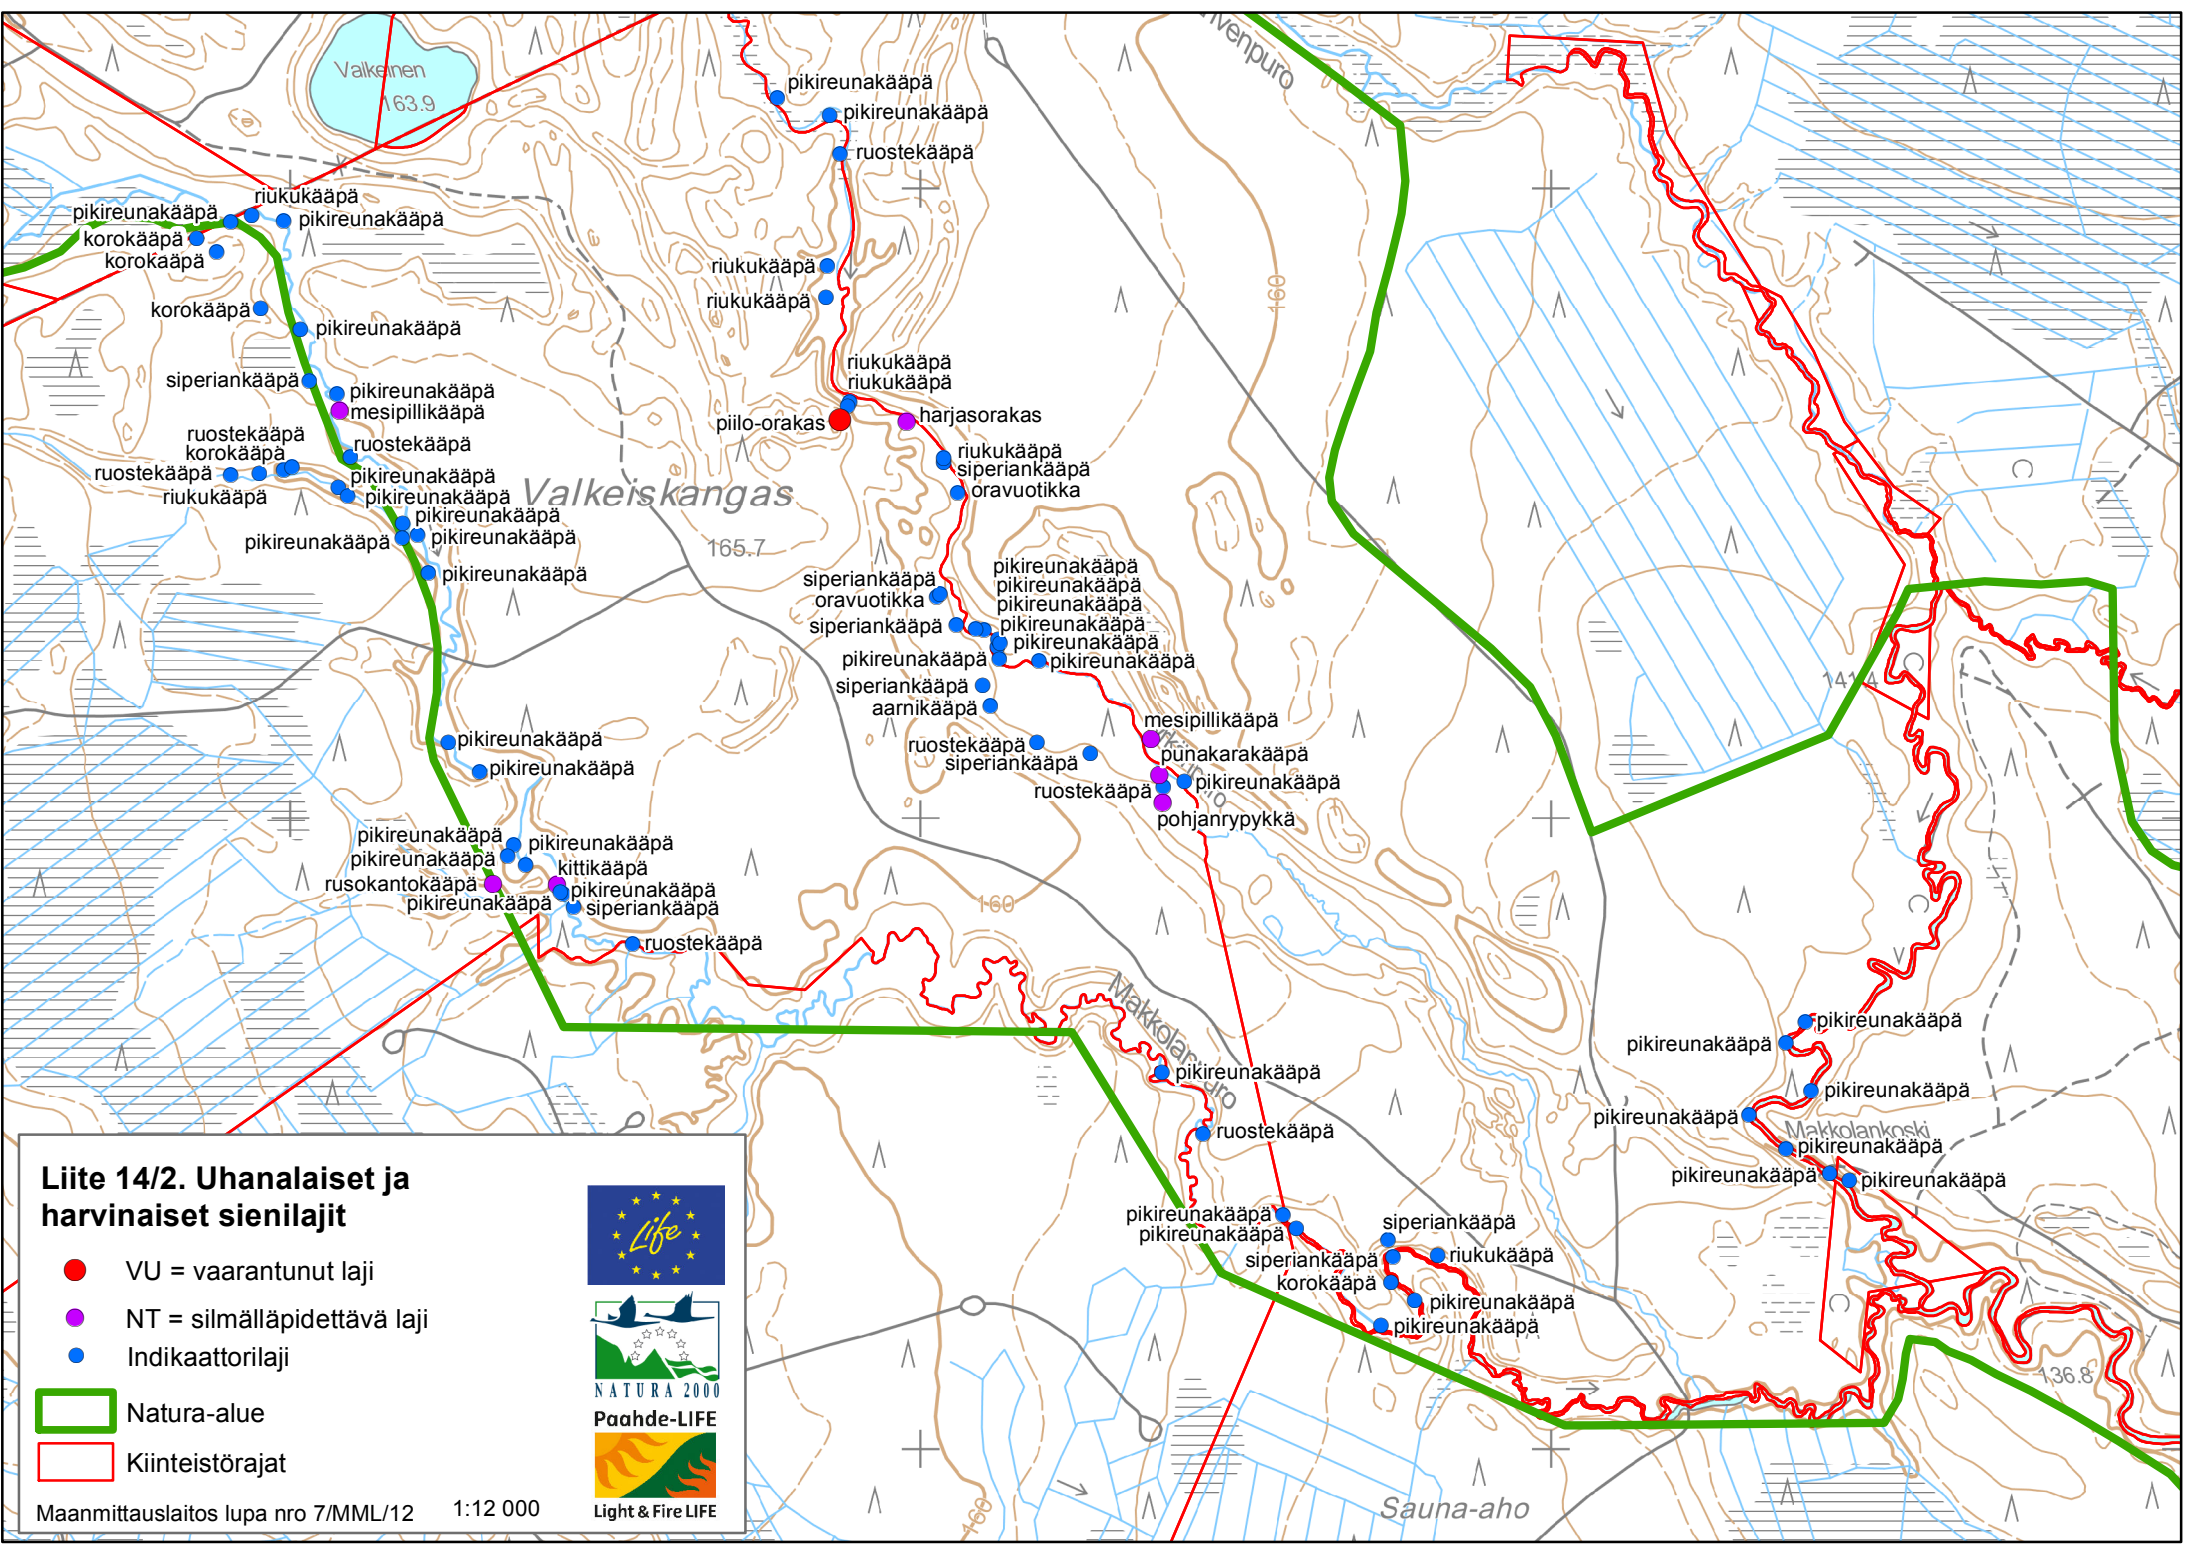 Valkeinen
163.9
pikireunakääpä
pikireunakääpä
ruostekääpä
riukukääpä
pikireunakääpä
pikireunakääpä
korokääpä
korokääpä
riukukääpä
riukukääpä
160
korokääpä
pikireunakääpä
riukukääpä
riukukääpä
siperiankääpä
pikireunakääpä
mesipillikääpä
piilo-orakas
harjasorakas
ruostekääpä
korokääpä
ruostekääpä
ruostekääpä
riukukääpä
pikireunakääpä
pikireunakääpä
riukukääpä
siperiankääpä
oravuotikka
Valkeiskangas
165.7
pikireunakääpä
pikireunakääpä
pikireunakääpä
pikireunakääpä
siperiankääpä
oravuotikka
siperiankääpä
pikireunakääpä
pikireunakääpä
pikireunakääpä
pikireunakääpä
pikireunakääpä
pikireunakääpä
pikireunakääpä
siperiankääpä
aarnikääpä
141.4
mesipillikääpä
punakarakääpä
ruostekääpä
siperiankääpä
pikireunakääpä
ruostekääpä
pohjanrypykkä
pikireunakääpä
pikireunakääpä
pikireunakääpä
pikireunakääpä
pikireunakääpä
rusokantokääpä
kittikääpä
pikireunakääpä
pikireunakääpä
siperiankääpä
ruostekääpä
160
Makkolanpuro
pikireunakääpä
ruostekääpä
pikireunakääpä
pikireunakääpä
pikireunakääpä
pikireunakääpä
Makkolankoski
pikireunakääpä
pikireunakääpä
pikireunakääpä
pikireunakääpä
pikireunakääpä
siperiankääpä
siperiankääpä
riukukääpä
korokääpä
pikireunakääpä
pikireunakääpä
136.8
160
Sauna-aho
Liite 14/2. Uhanalaiset ja
harvinaiset sienilajit
VU = vaarantunut laji
NT = silmälläpidettävä laji
Indikaattorilaji
Natura-alue
Kiinteistörajat
Maanmittauslaitos lupa nro 7/MML/12
1:12 000
Life
NATURA 2000
Paahde-LIFE
Light & Fire LIFE